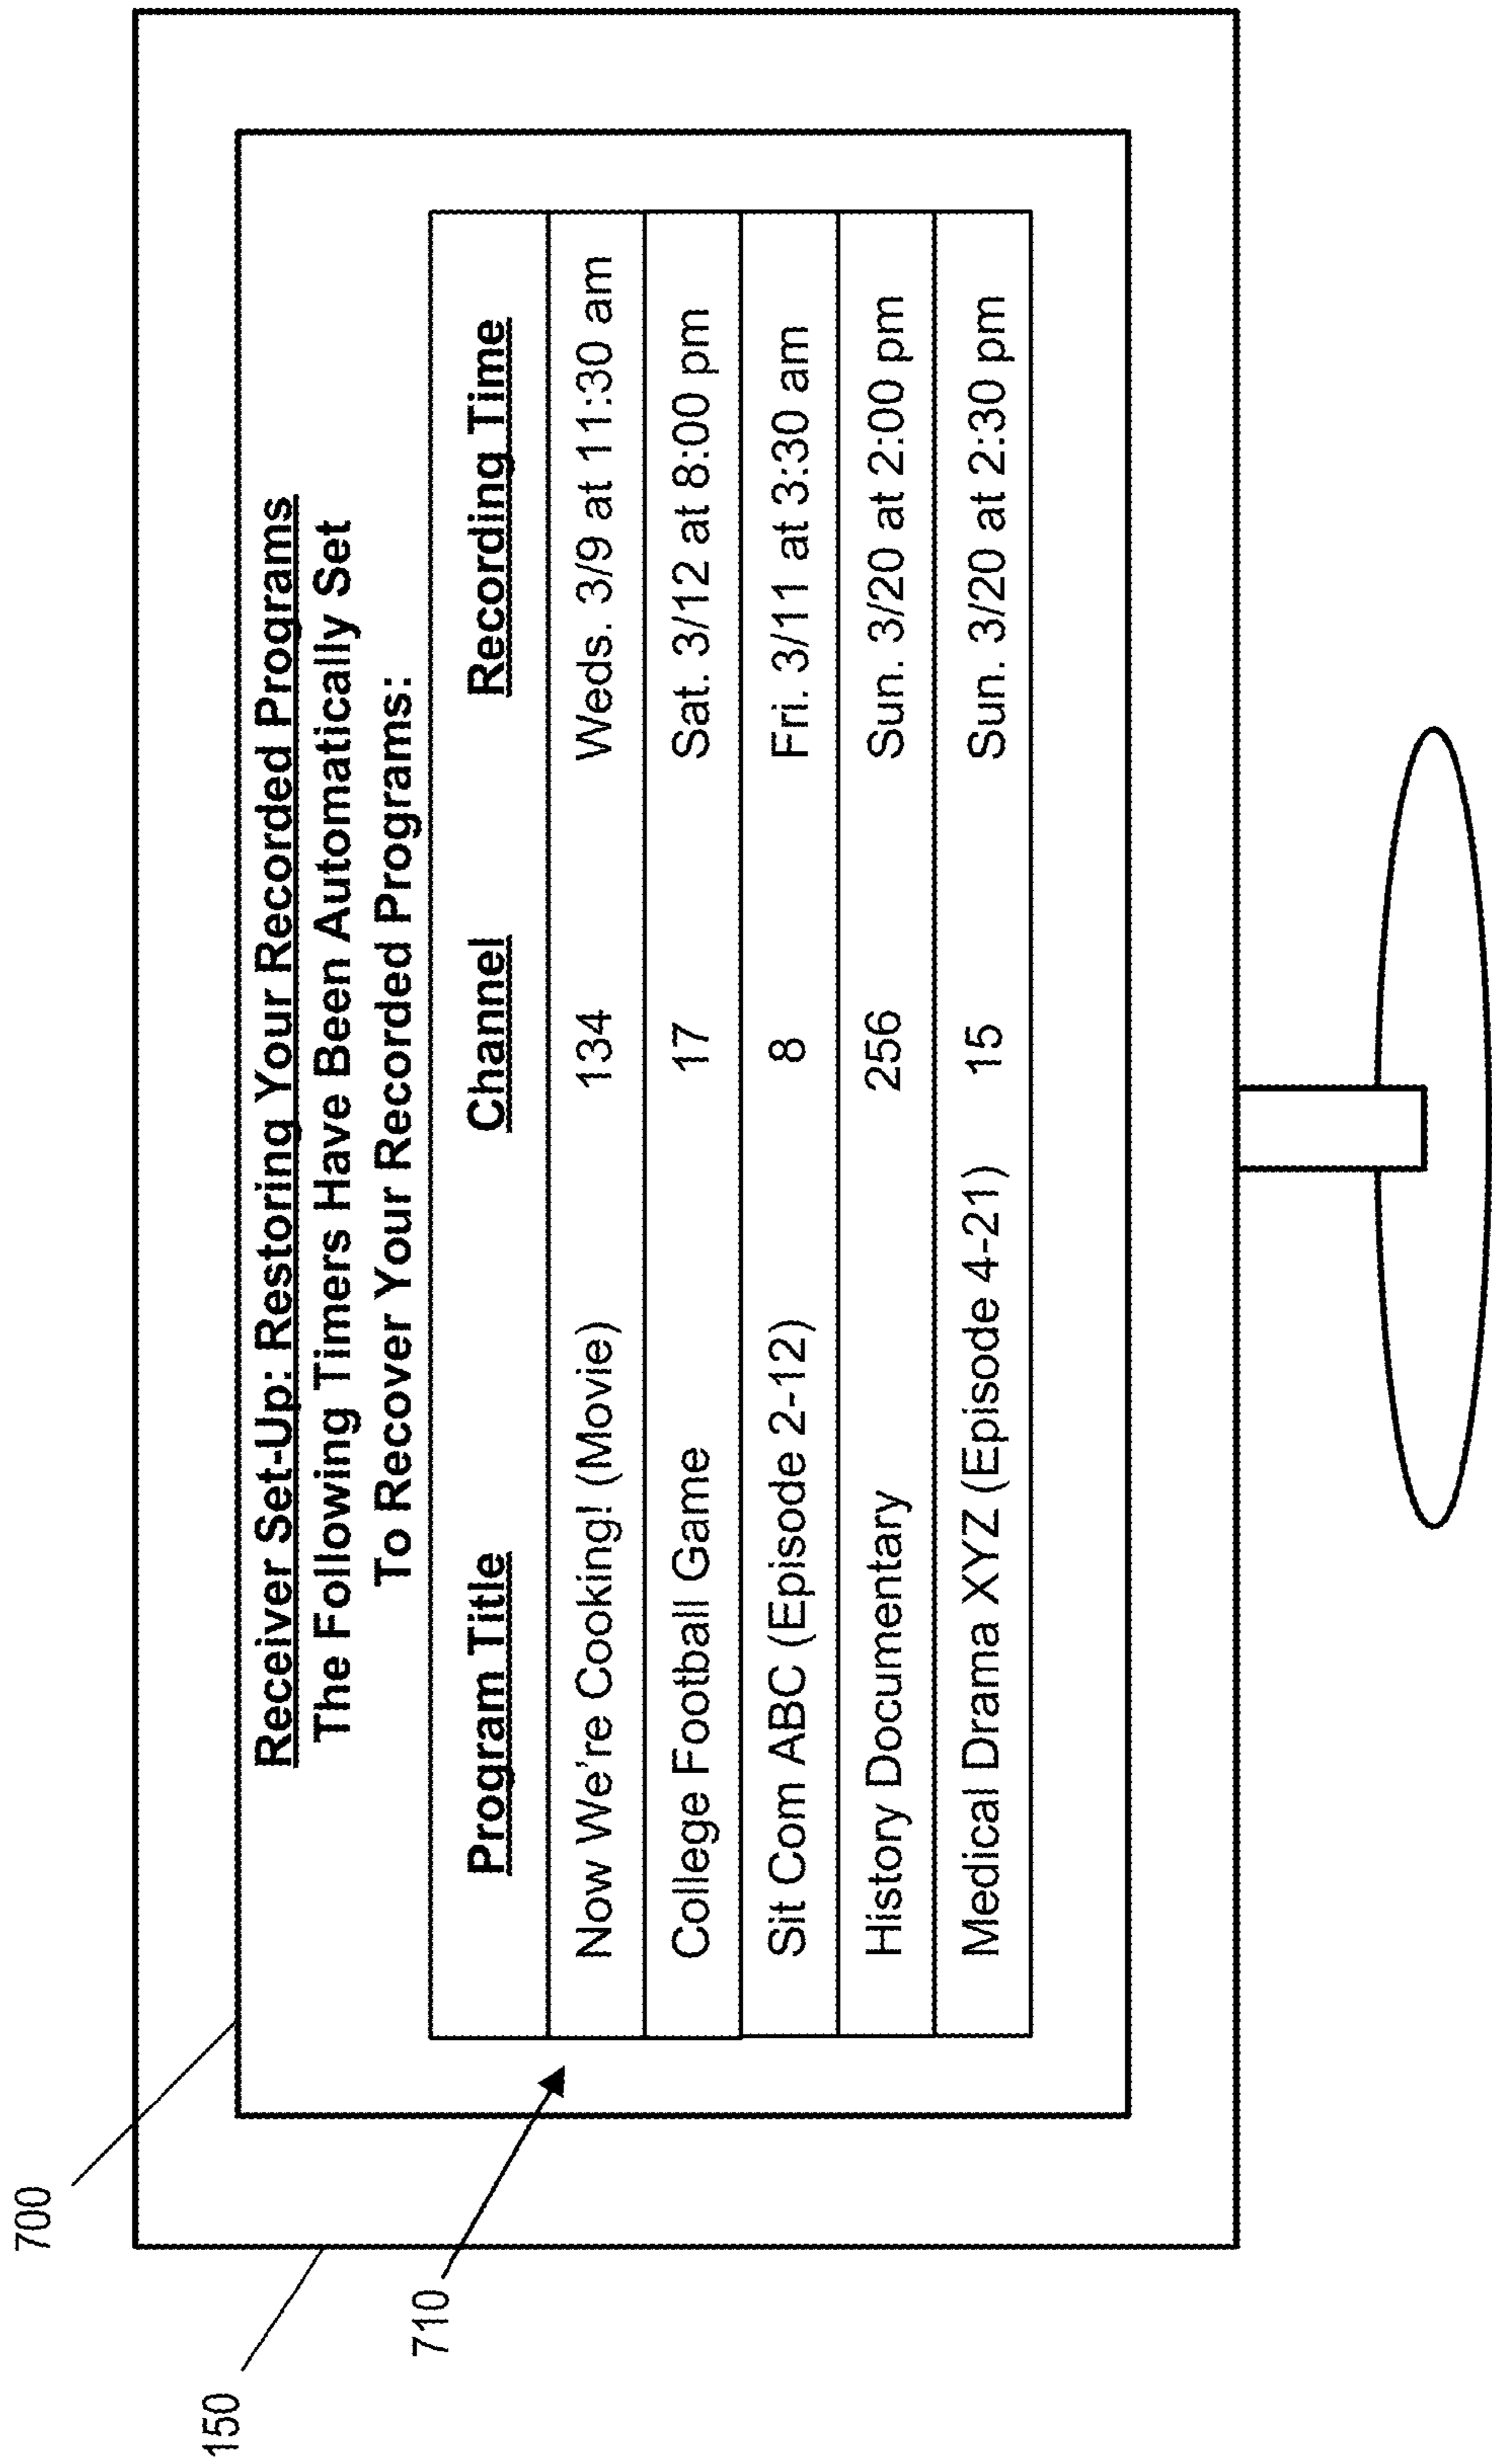 Receiver Set-Up: Restoring Your Recorded Programs
The Following Timers Have Been Automatically Set
To Recover Your Recorded Programs:
Program Title Channel Recording Time
Now We're Cooking! (Movie) 134 Weds. 3/9 at 11:30 am
College Football Game 17 Sat. 3/12 at 8:00 pm
Sit Com ABC (Episode 2-12) 8 Fri. 3/11 at 3:30 am
History Documentary 256 Sun. 3/20 at 2:00 pm
Medical Drama XYZ (Episode 4-21) 15 Sun. 3/20 at 2:30 pm
700
150
710